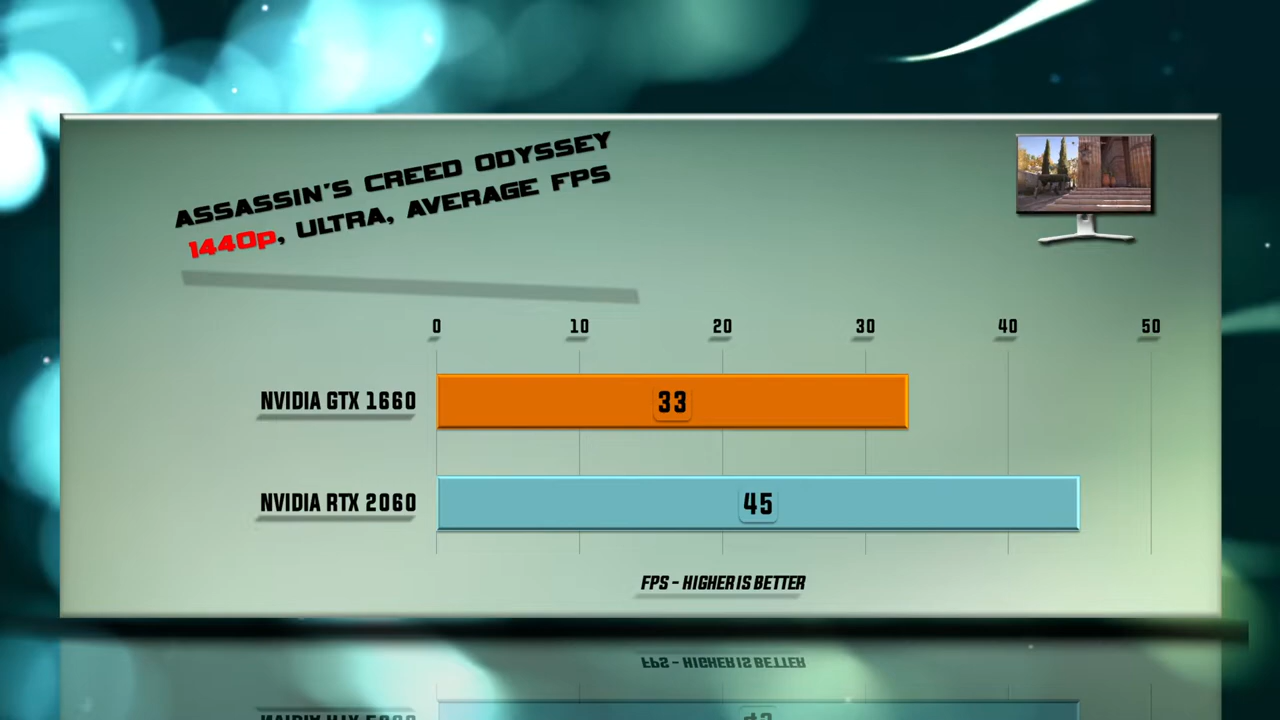 ASSASSIN'S CREED ODYSSEY
1440p, ULTRA, AVERAGE FPS
0 10 20 30 40 50
NVIDIA GTX 1660 33
NVIDIA RTX 2060 45
FPS - HIGHER IS BETTER